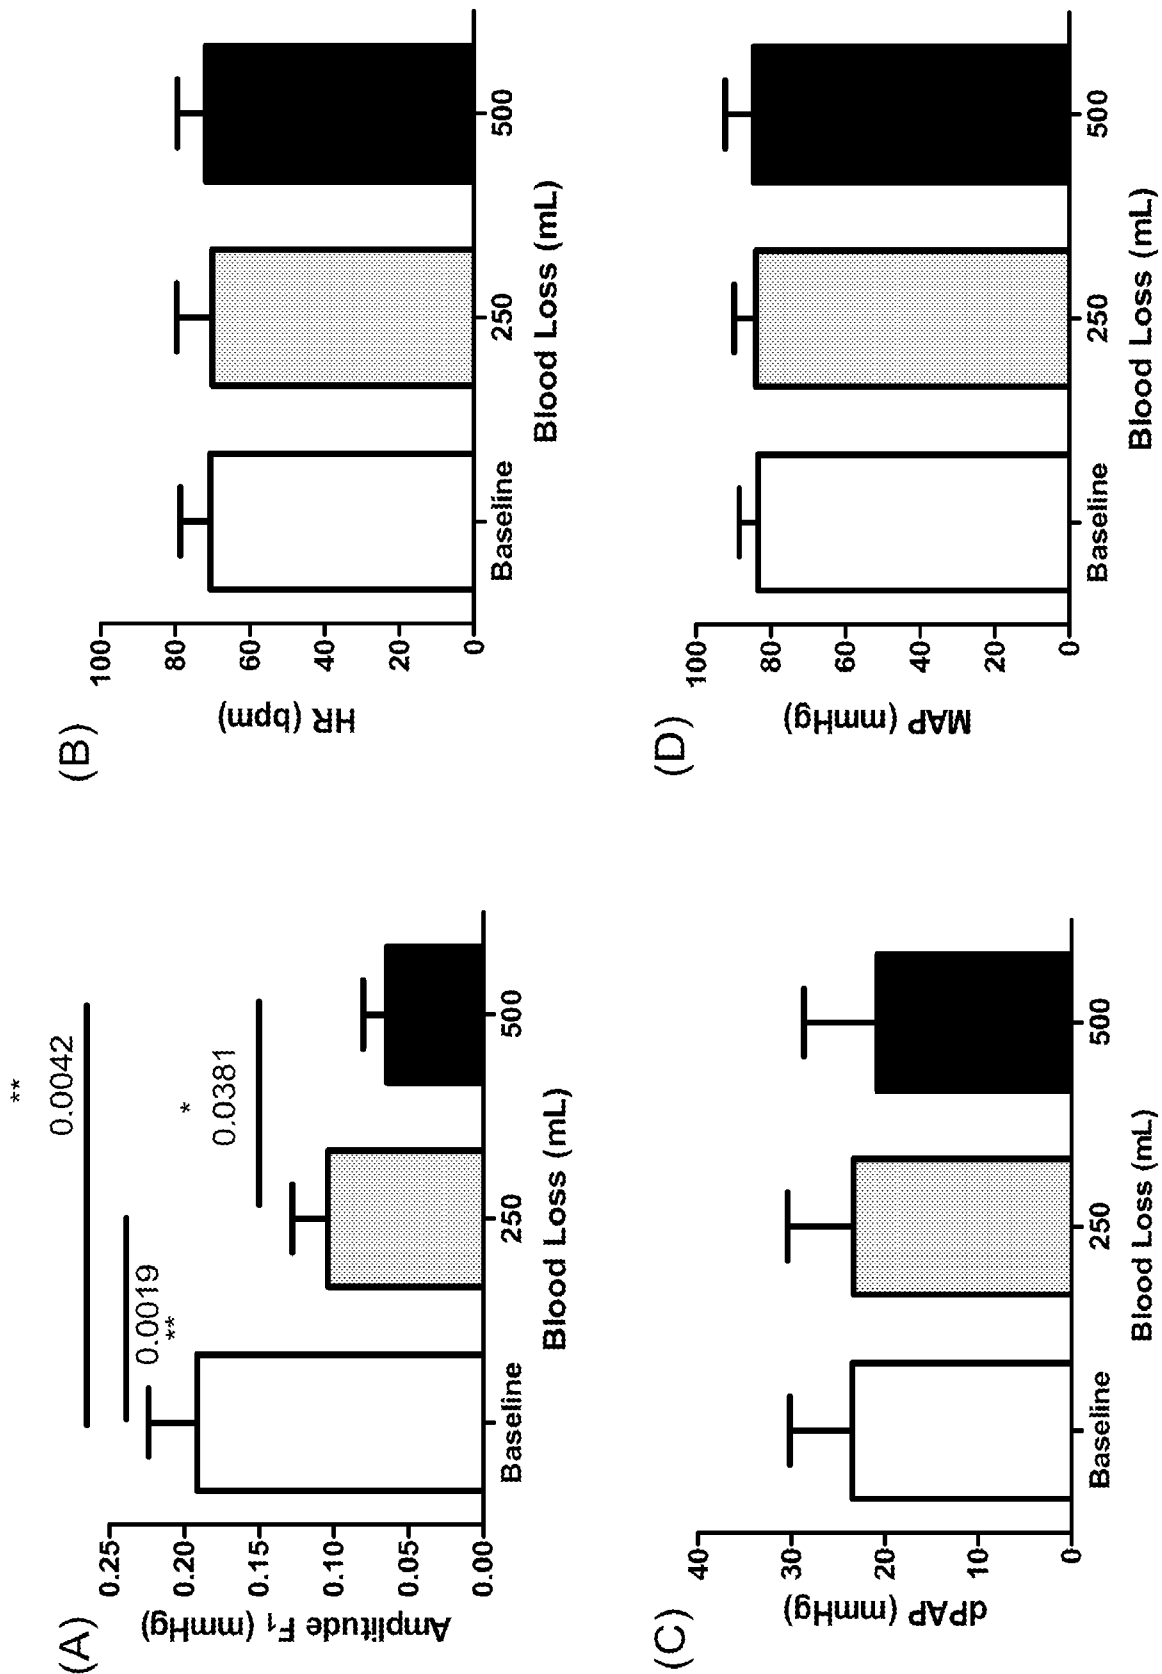 (A)
**
0.0042
0.0019
**
*
0.0381
Amplitude F₁ (mmHg)
0.25
0.20
0.15
0.10
0.05
0.00
Baseline
250
500
Blood Loss (mL)
(B)
HR (bpm)
100
80
60
40
20
0
Baseline
250
500
Blood Loss (mL)
(C)
dPAP (mmHg)
40
30
20
10
0
Baseline
250
500
Blood Loss (mL)
(D)
MAP (mmHg)
100
80
60
40
20
0
Baseline
250
500
Blood Loss (mL)